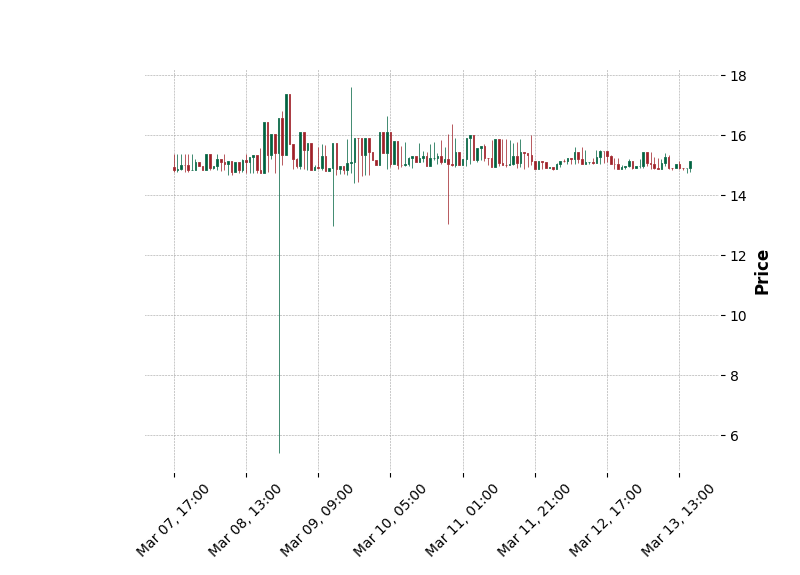 18
16
14
12
10
8
6
Price
Mar 07, 17:00
Mar 08, 13:00
Mar 09, 09:00
Mar 10, 05:00
Mar 11, 01:00
Mar 11, 21:00
Mar 12, 17:00
Mar 13, 13:00